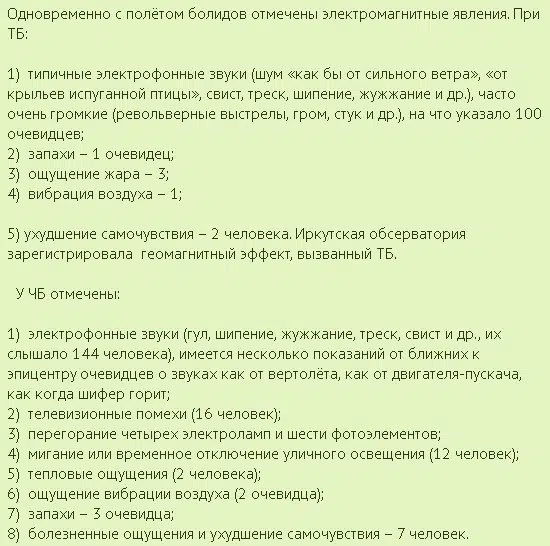 Одновременно с полётом болидов отмечены электромагнитные явления. При
ТБ:
1) типичные электрофонные звуки (шум «как бы от сильного ветра», «от
крыльев испуганной птицы», свист, треск, шипение, жужжание и др.), часто
очень громкие (револьверные выстрелы, гром, стук и др.), на что указало 100
очевидцев;
2) запахи – 1 очевидец;
3) ощущение жара – 3;
4) вибрация воздуха – 1;
5) ухудшение самочувствия – 2 человека. Иркутская обсерватория
зарегистрировала геомагнитный эффект, вызванный ТБ.
У ЧБ отмечены:
1) электрофонные звуки (гул, шипение, жужжание, треск, свист и др., их
слышало 144 человека), имеется несколько показаний от ближних к
эпицентру очевидцев о звуках как от вертолёта, как от двигателя-пускача,
как когда шифер горит;
2) телевизионные помехи (16 человек);
3) перегорание четырех электроламп и шести фотоэлементов;
4) мигание или временное отключение уличного освещения (12 человек);
5) тепловые ощущения (2 человека);
6) ощущение вибрации воздуха (2 очевидца);
7) запахи – 3 очевидца;
8) болезненные ощущения и ухудшение самочувствия – 7 человек.